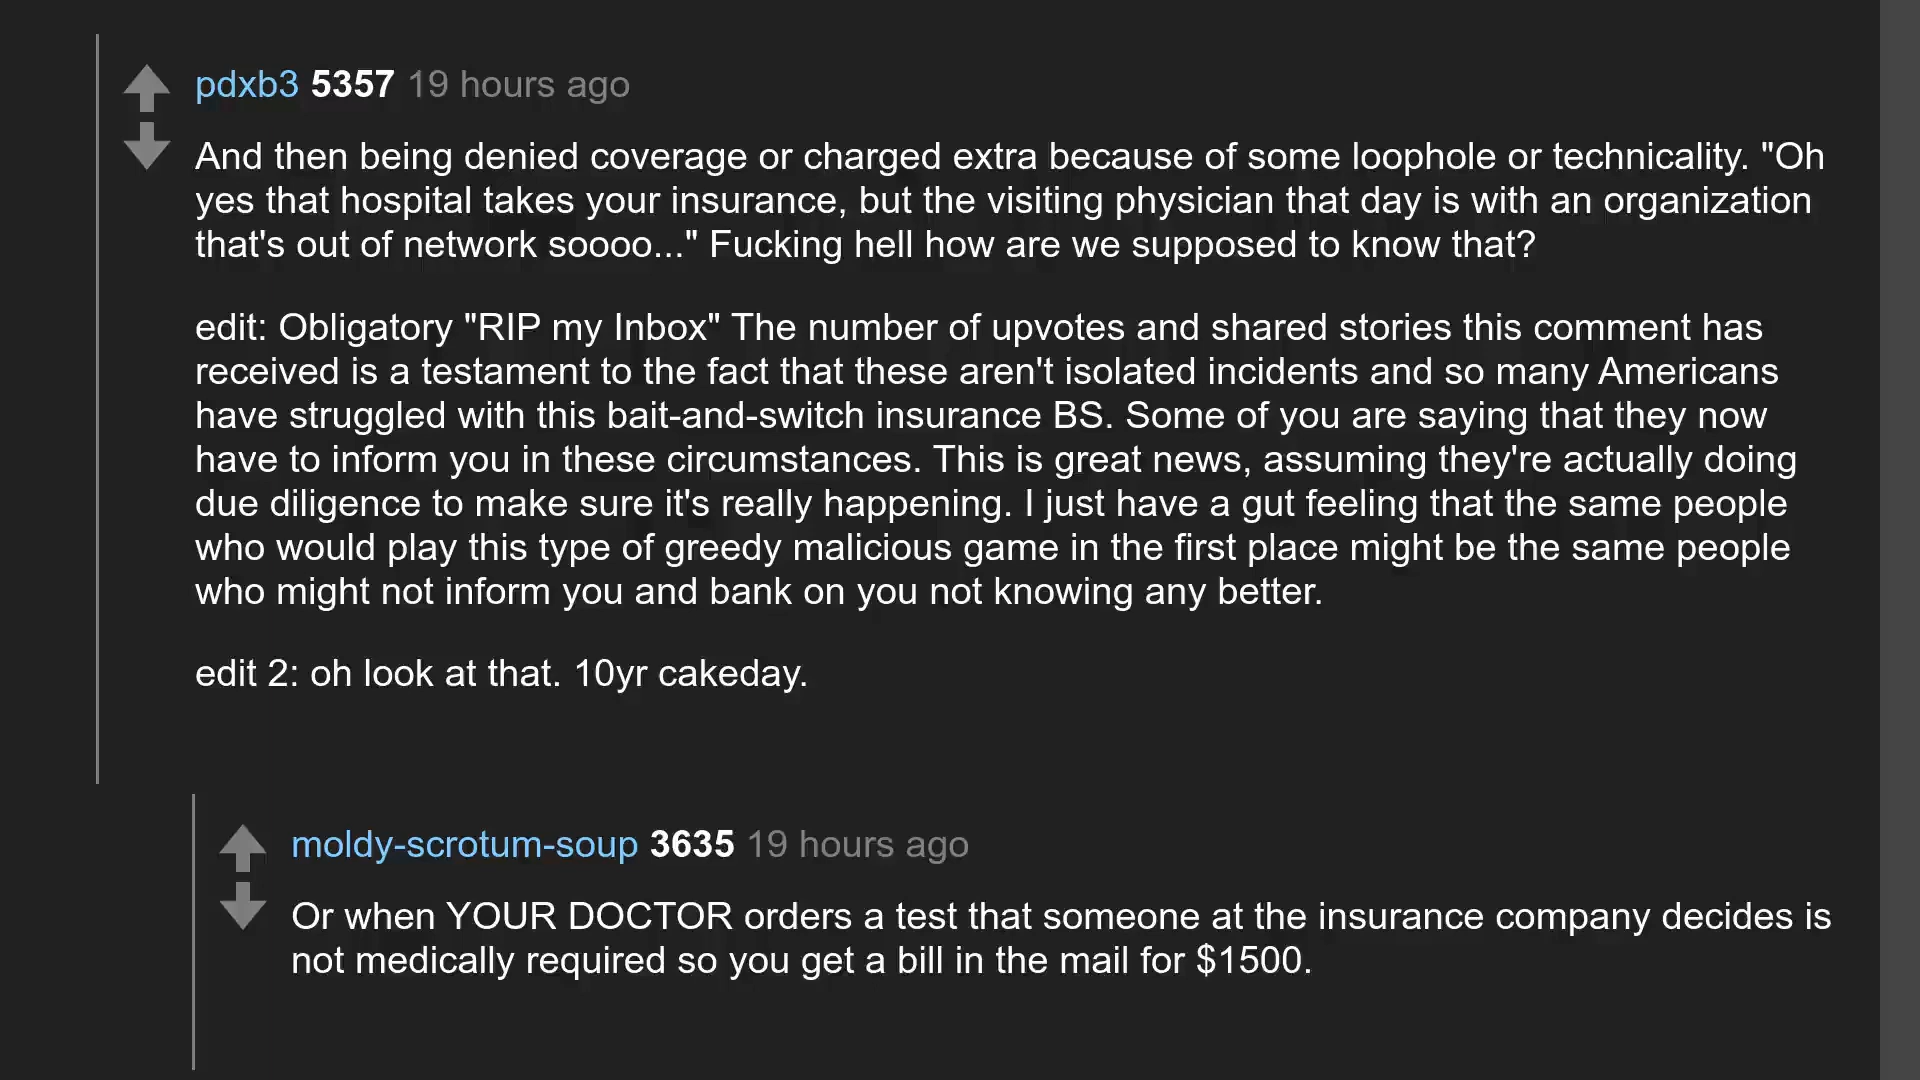 pdxb3 5357 19 hours ago
And then being denied coverage or charged extra because of some loophole or technicality. "Oh
yes that hospital takes your insurance, but the visiting physician that day is with an organization
that's out of network soooo..." Fucking hell how are we supposed to know that?
edit: Obligatory "RIP my Inbox" The number of upvotes and shared stories this comment has
received is a testament to the fact that these aren't isolated incidents and so many Americans
have struggled with this bait-and-switch insurance BS. Some of you are saying that they now
have to inform you in these circumstances. This is great news, assuming they're actually doing
due diligence to make sure it's really happening. I just have a gut feeling that the same people
who would play this type of greedy malicious game in the first place might be the same people
who might not inform you and bank on you not knowing any better.
edit 2: oh look at that. 10yr cakeday.
moldy-scrotum-soup 3635 19 hours ago
Or when YOUR DOCTOR orders a test that someone at the insurance company decides is
not medically required so you get a bill in the mail for $1500.